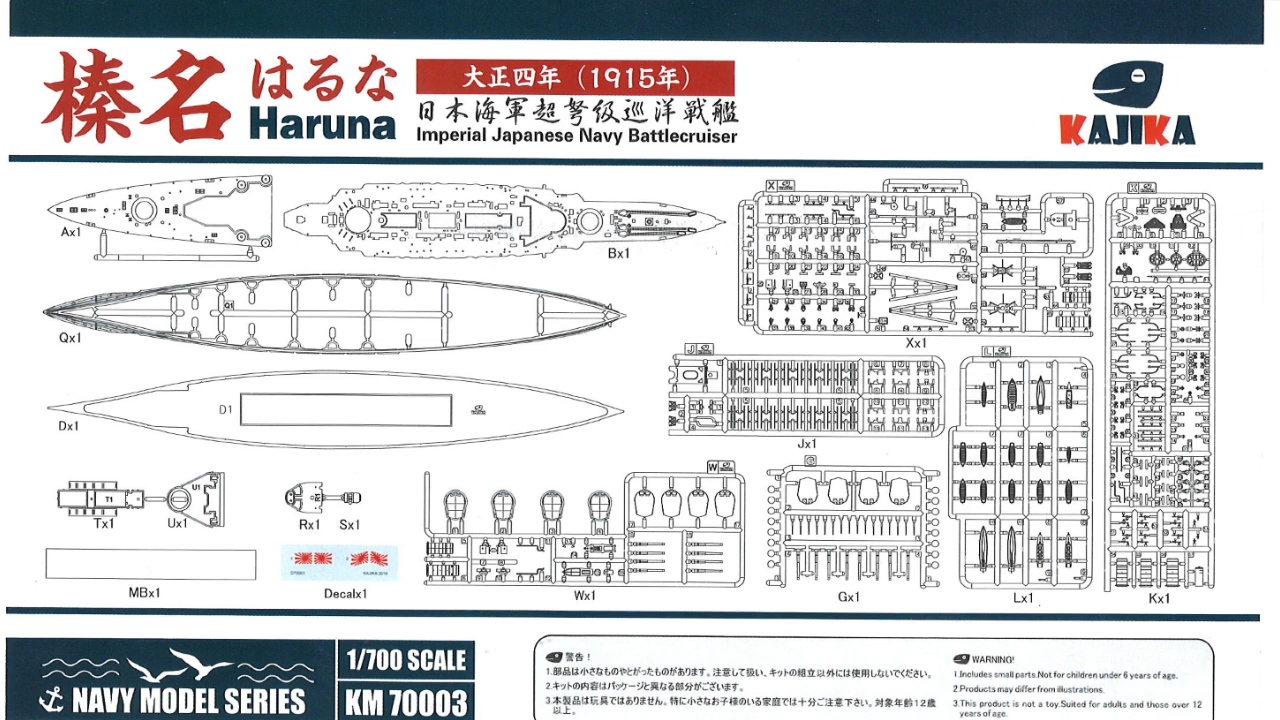 榛名 はるな
Haruna
大正四年（1915年）
日本海軍超弩級巡洋戦艦
Imperial Japanese Navy Battlecruiser
KAJIKA
Ax1
Bx1
X
K
Q1
Qx1
Xx1
J
L
D1
Dx1
Jx1
W
G
T1
U1
R1
Tx1
Ux1
Rx1
Sx1
MBx1
Decalx1
Wx1
Gx1
Lx1
Kx1
NAVY MODEL SERIES
1/700 SCALE
KM 70003
警告！
1.部品は小さなものやとがったものがあります。注意して扱い、キットの組立以外には使用しないでください。
2.キットの内容はパッケージと異なる部分がございます。
3.本製品は玩具ではありません。特に小さなお子様のいる家庭では十分ご注意下さい。対象年齢12歳
以上。
WARNING!
1.Includes small parts.Not for children under 6 years of age.
2.Products may differ from illustrations.
3.This product is not a toy.Suited for adults and those over 12
years of age.